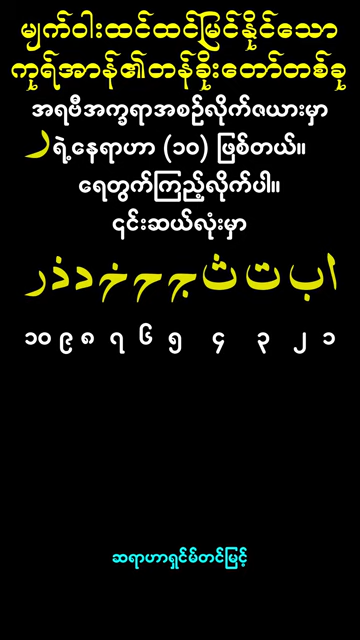 မျက်ဝါးထင်ထင်မြင်နိုင်သော
ကုရ်အာန်၏တန်ခိုးတော်တစ်ခု
အရဗီအက္ခရာအစဉ်လိုက်ဇယားမှာ
ر ရဲ့နေရာဟာ (၁၀) ဖြစ်တယ်။
ရေတွက်ကြည့်လိုက်ပါ။
၎င်းဆယ်လုံးမှာ
ا ب ت ث ج ح خ د ذ ر
၁၀ ၉ ၈ ၇ ၆ ၅ ၄ ၃ ၂ ၁
ဆရာဟာရှင်မ်တင်မြင့်